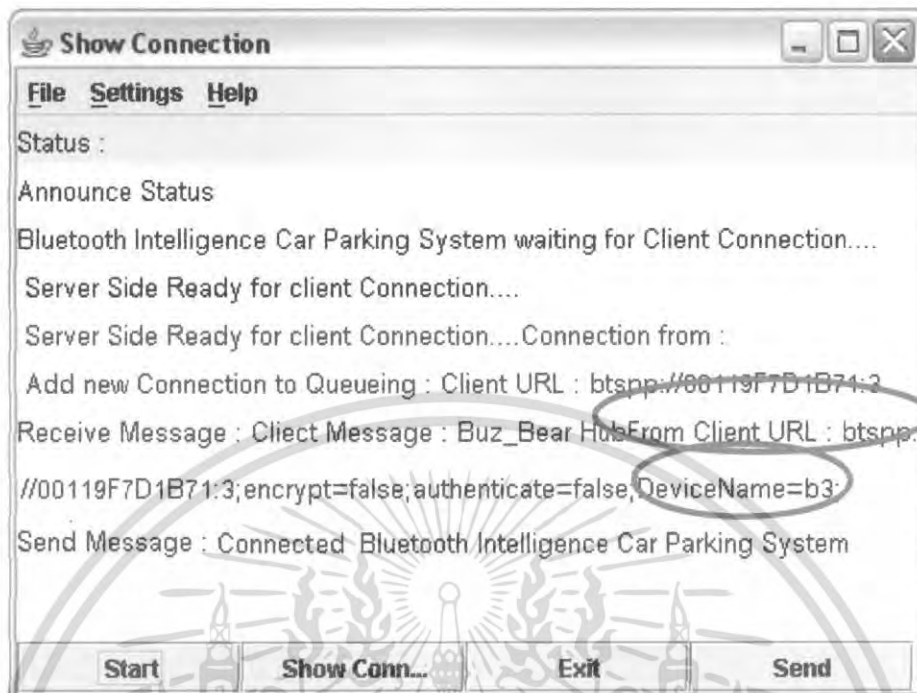 Show Connection
File Settings Help
Status :
Announce Status
Bluetooth Intelligence Car Parking System waiting for Client Connection....
Server Side Ready for client Connection....
Server Side Ready for client Connection....Connection from :
Add new Connection to Queueing : Client URL : btspp://00119F7D1B71:3
Receive Message : Cliect Message : Buz_Bear HubFrom Client URL : btspp:
//00119F7D1B71:3;encrypt=false;authenticate=false;DeviceName=b3;
Send Message : Connected Bluetooth Intelligence Car Parking System
Start Show Conn... Exit Send